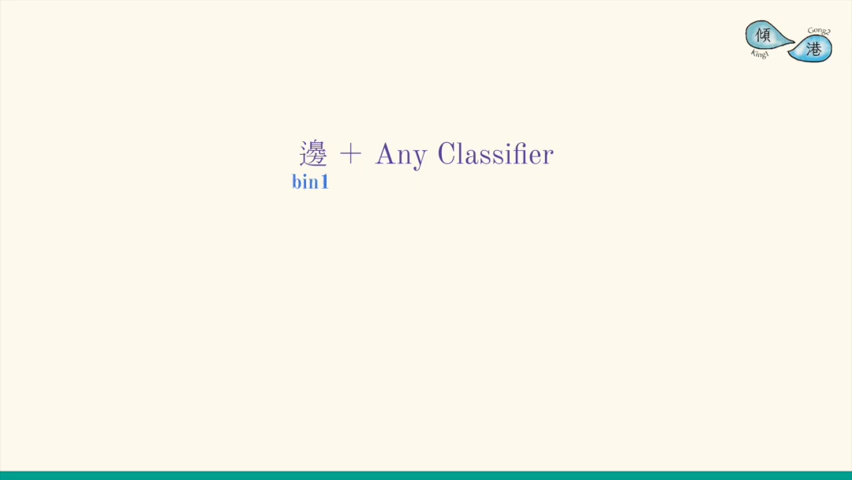 傾
港
King1
Gong2
邊 + Any Classifier
bin1